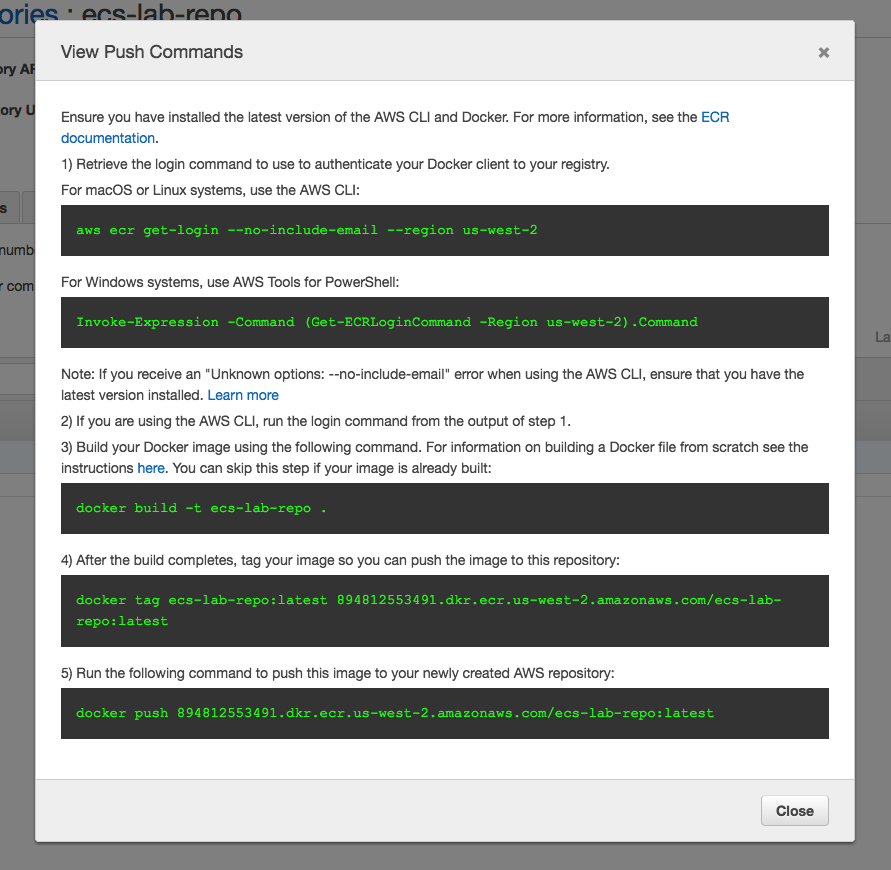 ories : ecs-lab-repo
View Push Commands
ory AR
ory U
Ensure you have installed the latest version of the AWS CLI and Docker. For more information, see the ECR
documentation.
1) Retrieve the login command to use to authenticate your Docker client to your registry.
For macOS or Linux systems, use the AWS CLI:
s
aws ecr get-login --no-include-email --region us-west-2
numb
For Windows systems, use AWS Tools for PowerShell:
r com
Invoke-Expression -Command (Get-ECRLoginCommand -Region us-west-2).Command
La
Note: If you receive an "Unknown options: --no-include-email" error when using the AWS CLI, ensure that you have the
latest version installed. Learn more
2) If you are using the AWS CLI, run the login command from the output of step 1.
3) Build your Docker image using the following command. For information on building a Docker file from scratch see the
instructions here. You can skip this step if your image is already built:
docker build -t ecs-lab-repo .
4) After the build completes, tag your image so you can push the image to this repository:
docker tag ecs-lab-repo:latest 894812553491.dkr.ecr.us-west-2.amazonaws.com/ecs-lab-
repo:latest
5) Run the following command to push this image to your newly created AWS repository:
docker push 894812553491.dkr.ecr.us-west-2.amazonaws.com/ecs-lab-repo:latest
Close